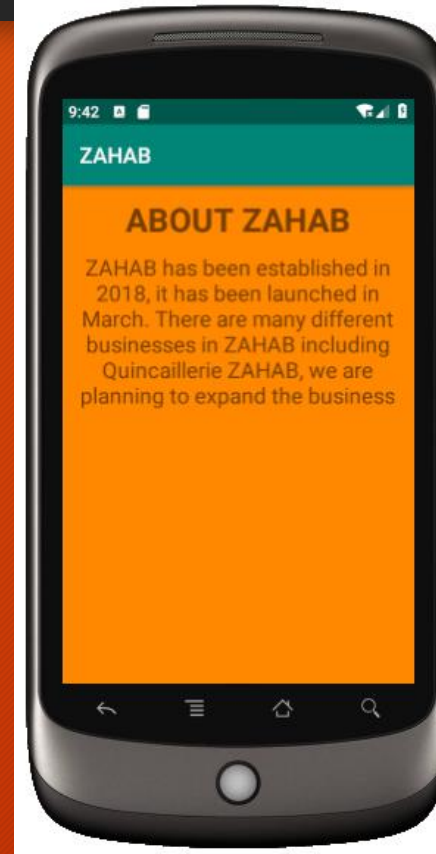 9:42
ZAHAB
ABOUT ZAHAB
ZAHAB has been established in
2018, it has been launched in
March. There are many different
businesses in ZAHAB including
Quincaillerie ZAHAB, we are
planning to expand the business